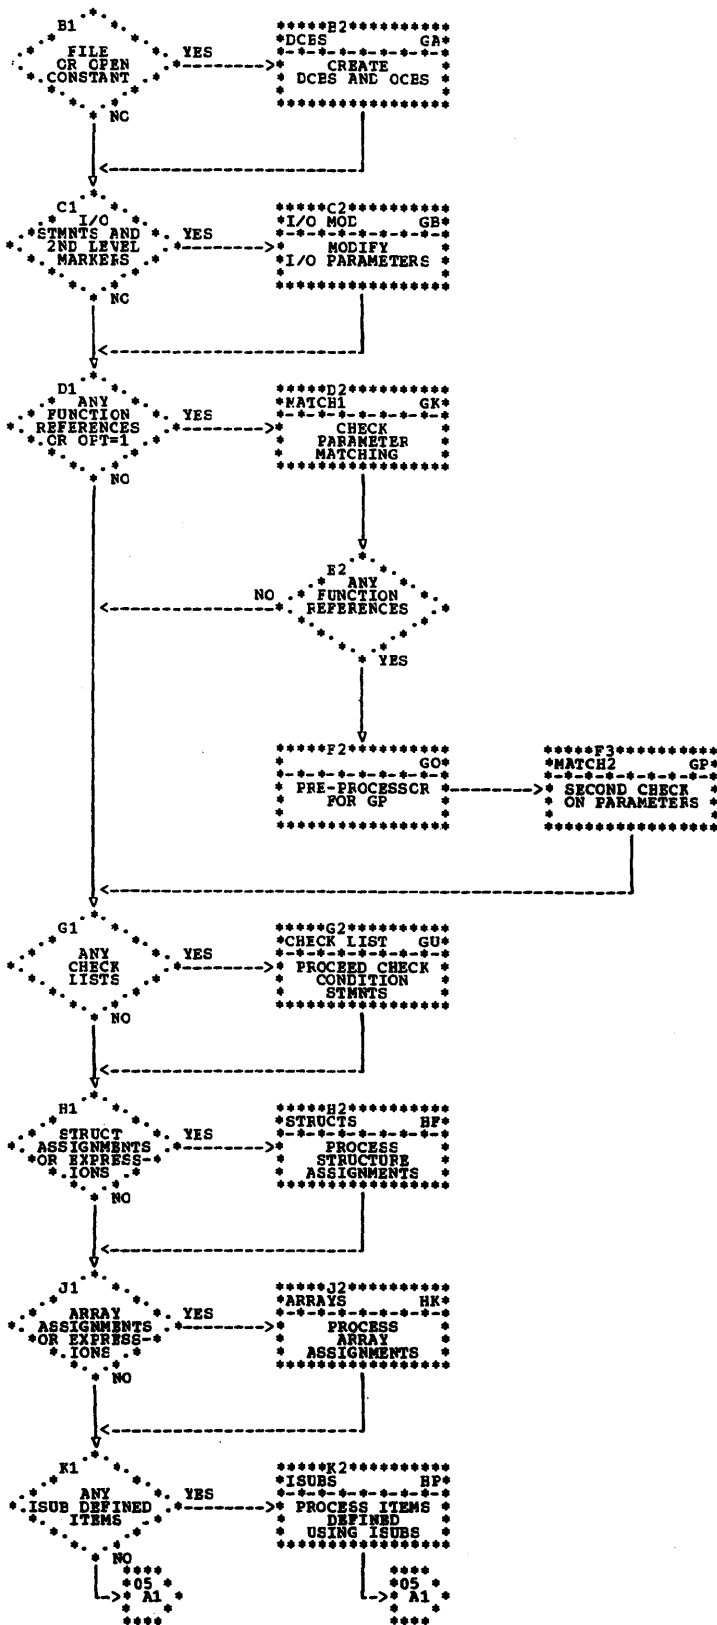 B1
FILE
OR OPEN
CONSTANT
YES
NO
B2
DCBS GA
CREATE
DCBS AND OCBS
C1
I/O
STMNTS AND
2ND LEVEL
MARKERS
YES
NO
C2
I/O MOD GB
MODIFY
I/O PARAMETERS
D1
ANY
FUNCTION
REFERENCES
OR OPT=1
YES
NO
D2
MATCH1 GK
CHECK
PARAMETER
MATCHING
E2
ANY
FUNCTION
REFERENCES
NO
YES
F2
GO
PRE-PROCESSOR
FOR GP
F3
MATCH2 GP
SECOND CHECK
ON PARAMETERS
G1
ANY
CHECK
LISTS
YES
NO
G2
CHECK LIST GU
PROCEED CHECK
CONDITION
STMNTS
H1
STRUCT
ASSIGNMENTS
OR EXPRESS-
IONS
YES
NO
H2
STRUCTS HF
PROCESS
STRUCTURE
ASSIGNMENTS
J1
ARRAY
ASSIGNMENTS
OR EXPRESS-
IONS
YES
NO
J2
ARRAYS HK
PROCESS
ARRAY
ASSIGNMENTS
K1
ANY
ISUB DEFINED
ITEMS
YES
NO
K2
ISUBS HP
PROCESS ITEMS
DEFINED
USING ISUBS
05
A1
05
A1